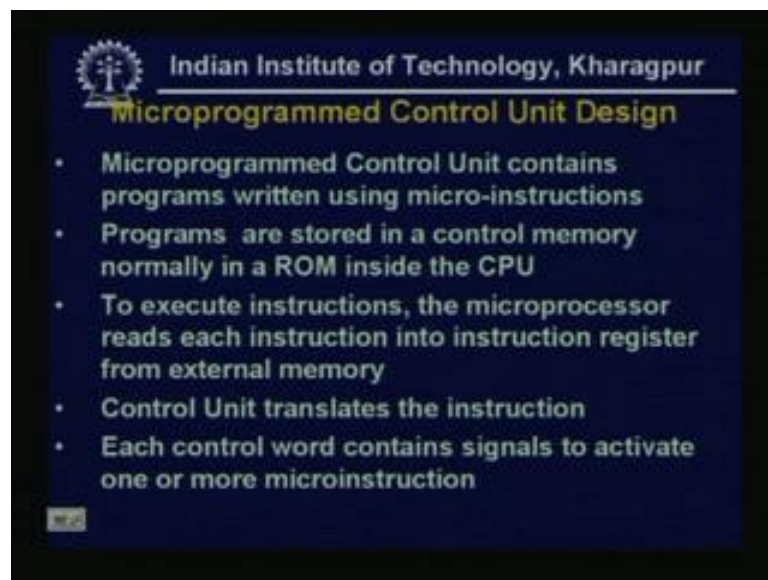 Indian Institute of Technology, Kharagpur
Microprogrammed Control Unit Design
• Microprogrammed Control Unit contains
programs written using micro-instructions
• Programs are stored in a control memory
normally in a ROM inside the CPU
• To execute instructions, the microprocessor
reads each instruction into instruction register
from external memory
• Control Unit translates the instruction
• Each control word contains signals to activate
one or more microinstruction